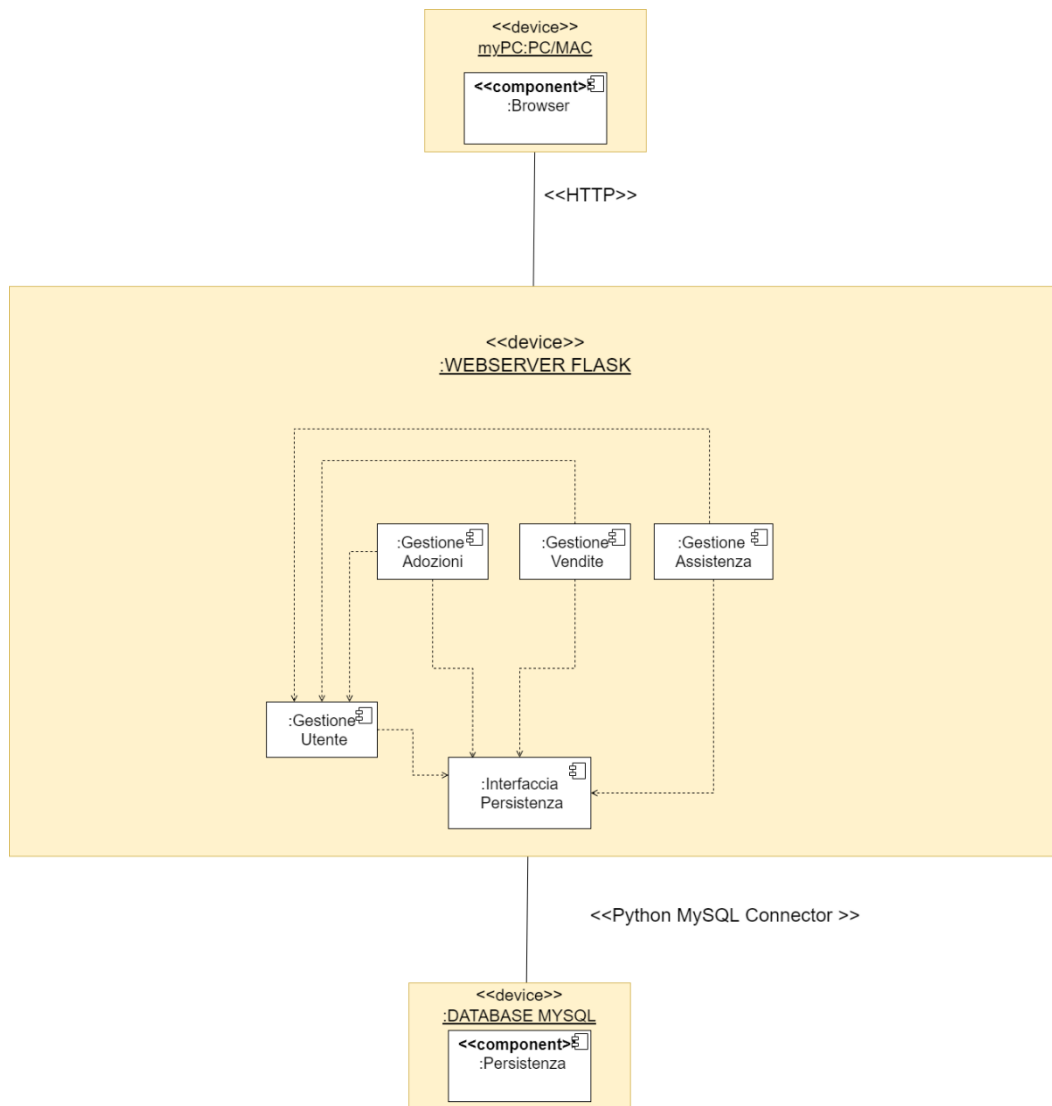 <<device>>
myPC:PC/MAC
<<component>>
:Browser
<<HTTP>>
<<device>>
:WEBSERVER FLASK
:Gestione
Adozioni
:Gestione
Vendite
:Gestione
Assistenza
:Gestione
Utente
:Interfaccia
Persistenza
<<Python MySQL Connector >>
<<device>>
:DATABASE MYSQL
<<component>>
:Persistenza